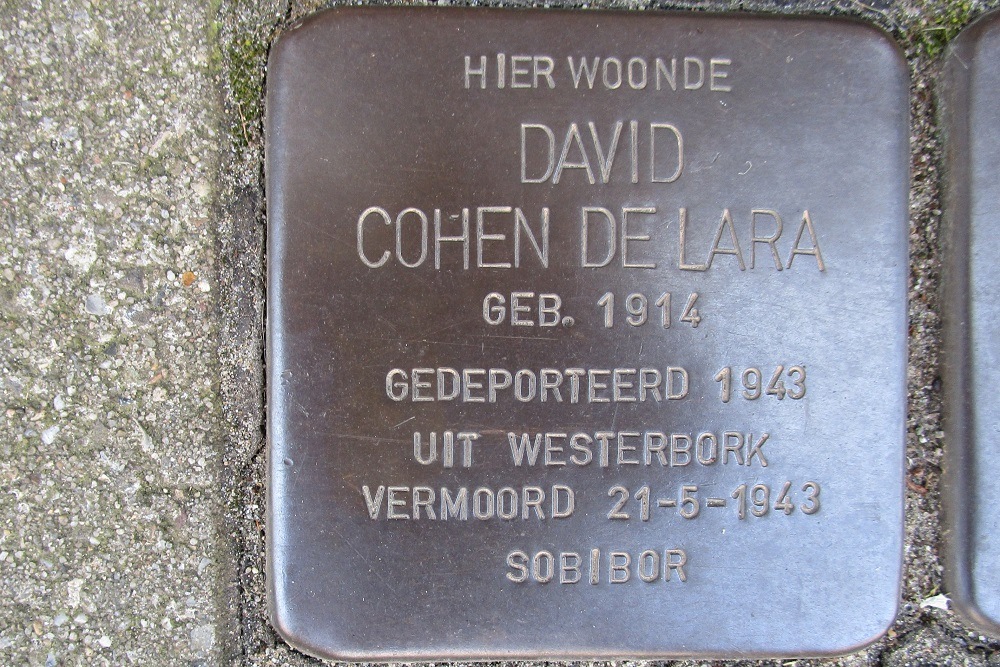 HIER WOONDE
DAVID
COHEN DE LARA
GEB. 1914
GEDEPORTEERD 1943
UIT WESTERBORK
VERMOORD 21-5-1943
SOBIBOR